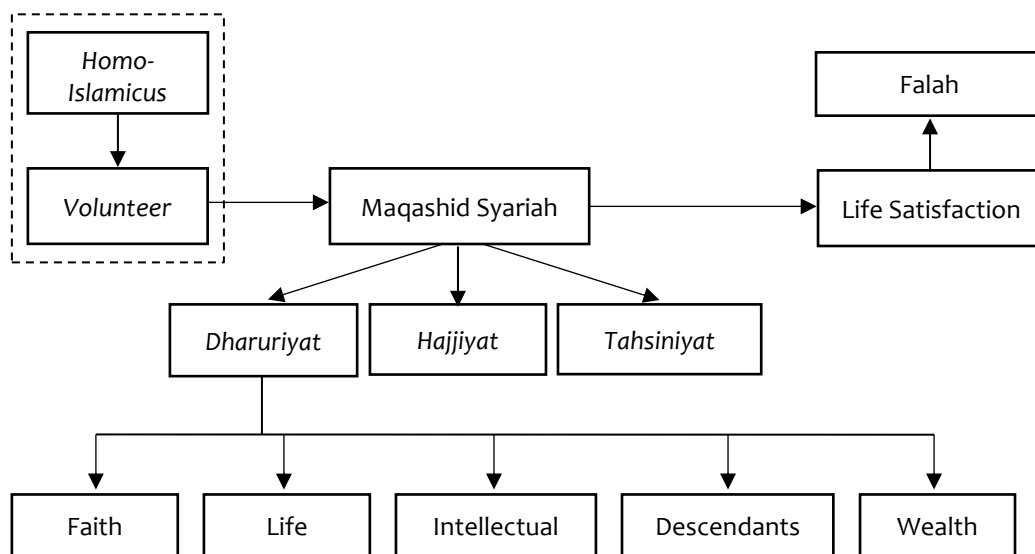 Homo-
Islamicus
Falah
Volunteer
Maqashid Syariah
Life Satisfaction
Dharuriyat
Hajjiyat
Tahsiniyat
Faith
Life
Intellectual
Descendants
Wealth